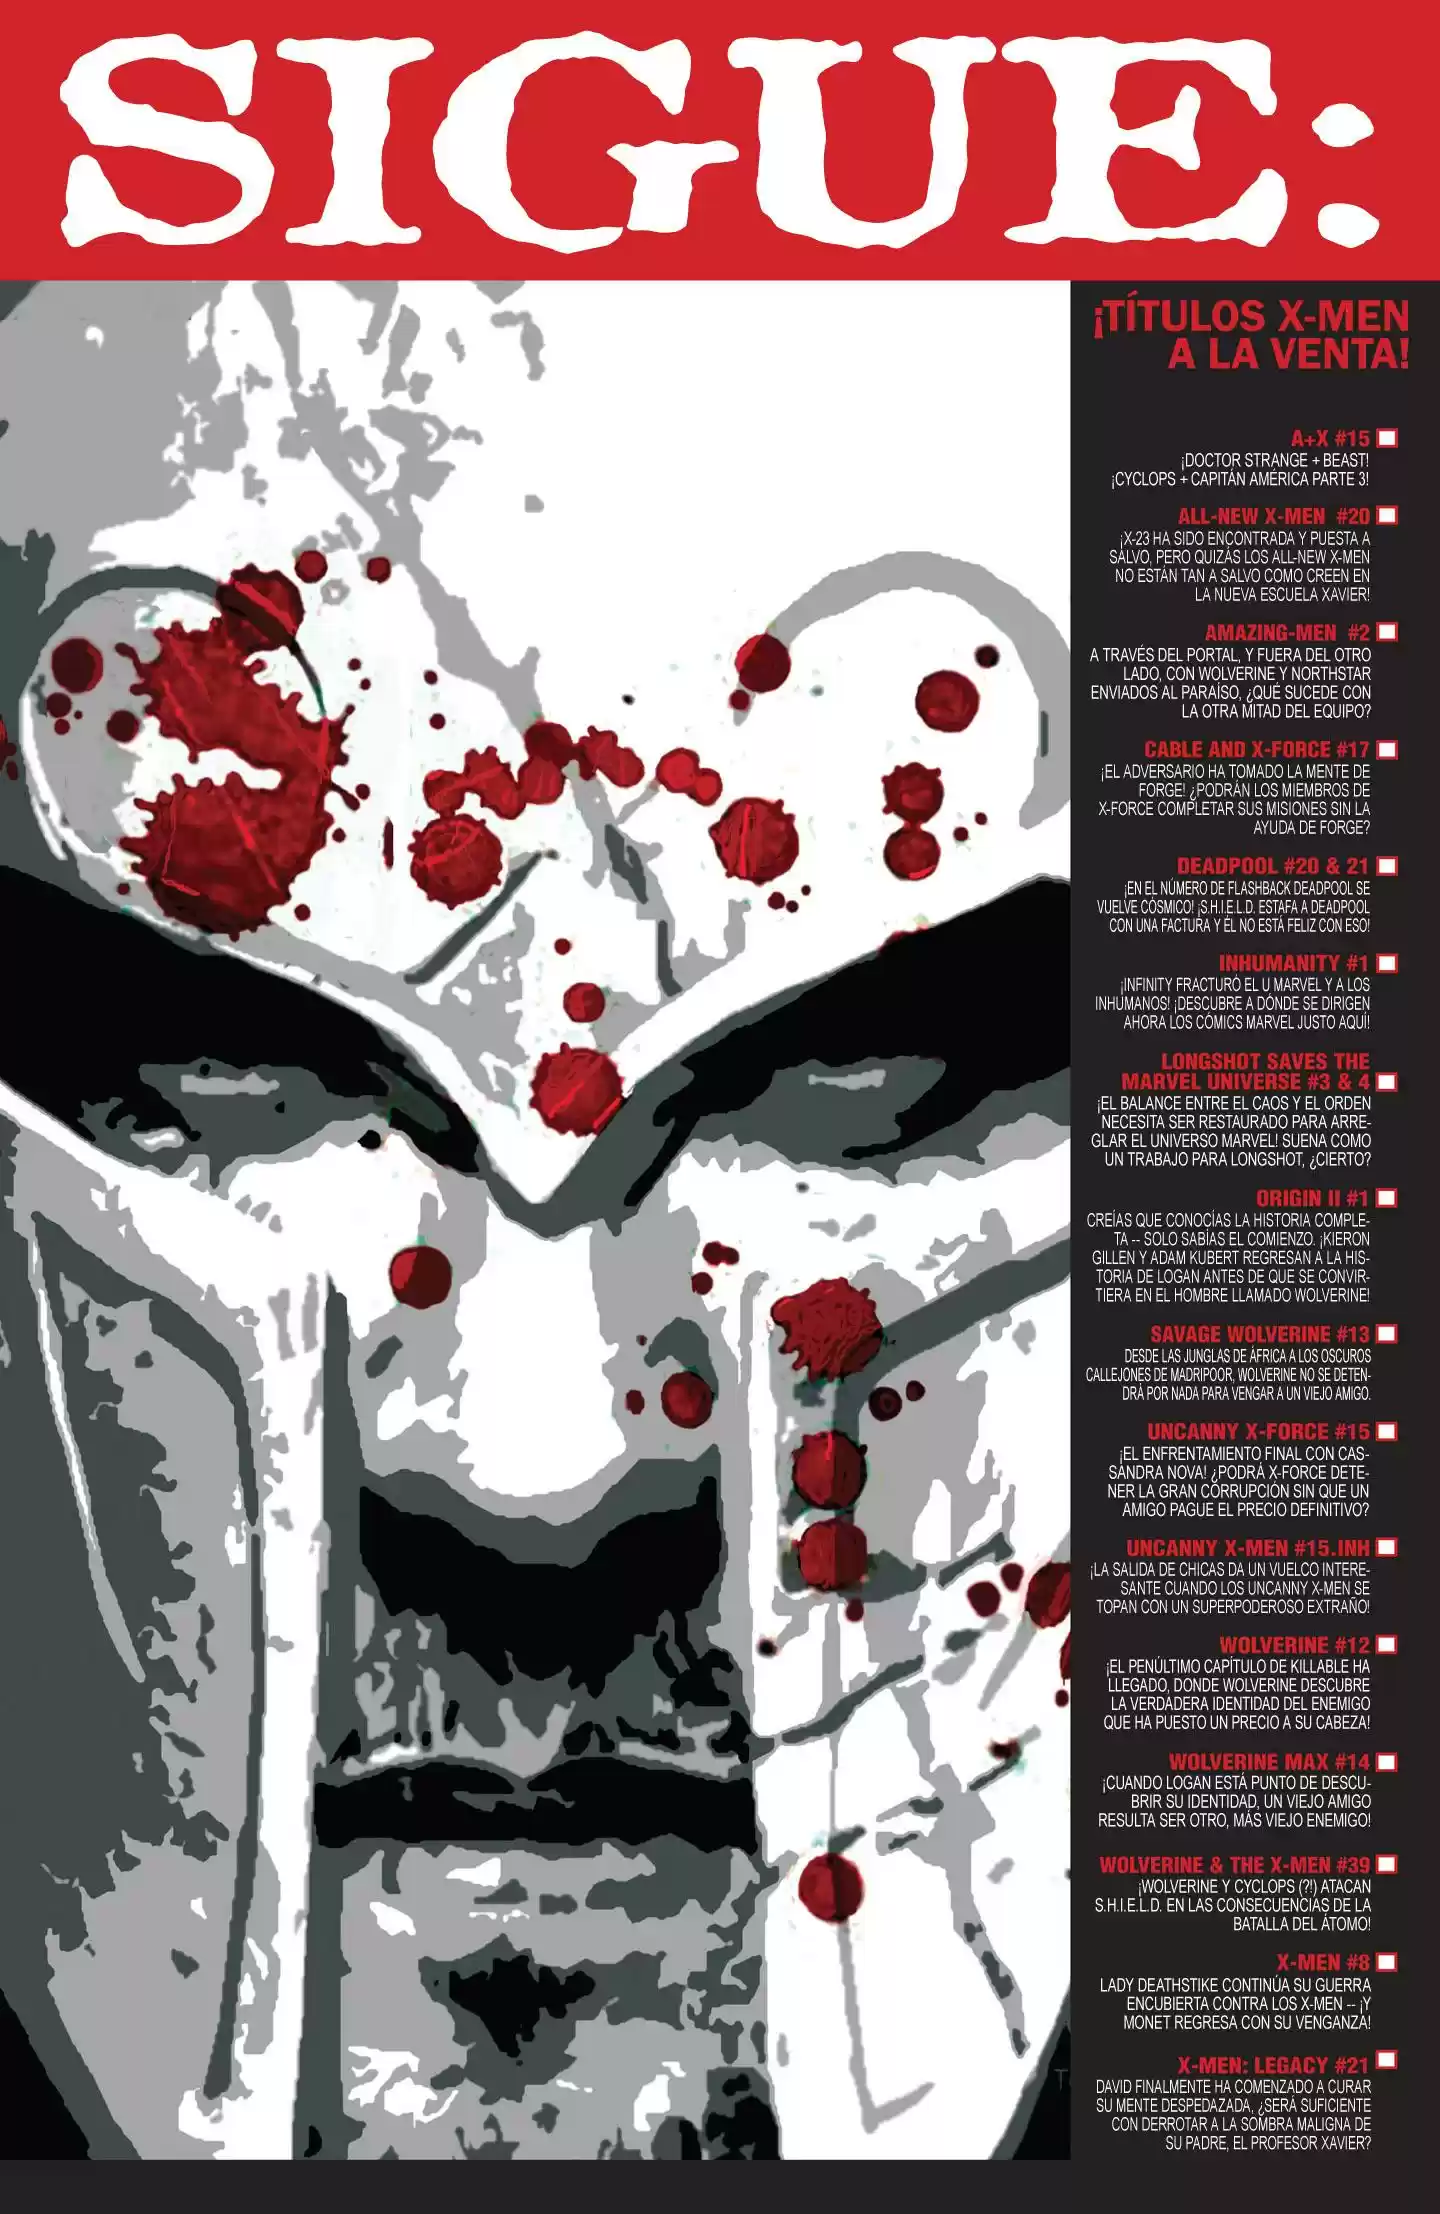 SIGUE:
¡TÍTULOS X-MEN
A LA VENTA!
A+X #15
¡DOCTOR STRANGE + BEAST!
¡CYCLOPS + CAPITÁN AMÉRICA PARTE 3!
ALL-NEW X-MEN #20
¡X-23 HA SIDO ENCONTRADA Y PUESTA A
SALVO, PERO QUIZÁS LOS ALL-NEW X-MEN
NO ESTÁN TAN A SALVO COMO CREEN EN
LA NUEVA ESCUELA XAVIER!
AMAZING-MEN #2
A TRAVÉS DEL PORTAL, Y FUERA DEL OTRO
LADO, CON WOLVERINE Y NORTHSTAR
ENVIADOS AL PARAÍSO, ¿QUÉ SUCEDE CON
LA OTRA MITAD DEL EQUIPO?
CABLE AND X-FORCE #17
¡EL ADVERSARIO HA TOMADO LA MENTE DE
FORGE! ¿PODRÁN LOS MIEMBROS DE
X-FORCE COMPLETAR SUS MISIONES SIN LA
AYUDA DE FORGE?
DEADPOOL #20 & 21
¡EN EL NÚMERO DE FLASHBACK DEADPOOL SE
VUELVE CÓSMICO! ¡S.H.I.E.L.D. ESTAFA A DEADPOOL
CON UNA FACTURA Y ÉL NO ESTÁ FELIZ CON ESO!
INHUMANITY #1
¡INFINITY FRACTURÓ EL U MARVEL Y A LOS
INHUMANOS! ¡DESCUBRE A DÓNDE SE DIRIGEN
AHORA LOS CÓMICS MARVEL JUSTO AQUÍ!
LONGSHOT SAVES THE
MARVEL UNIVERSE #3 & 4
¡EL BALANCE ENTRE EL CAOS Y EL ORDEN
NECESITA SER RESTAURADO PARA ARRE-
GLAR EL UNIVERSO MARVEL! SUENA COMO
UN TRABAJO PARA LONGSHOT, ¿CIERTO?
ORIGIN II #1
CREÍAS QUE CONOCÍAS LA HISTORIA COMPLE-
TA -- SOLO SABÍAS EL COMIENZO. ¡KIERON
GILLEN Y ADAM KUBERT REGRESAN A LA HIS-
TORIA DE LOGAN ANTES DE QUE SE CONVIR-
TIERA EN EL HOMBRE LLAMADO WOLVERINE!
SAVAGE WOLVERINE #13
DESDE LAS JUNGLAS DE ÁFRICA A LOS OSCUROS
CALLEJONES DE MADRIPOOR, WOLVERINE NO SE DETEN-
DRÁ POR NADA PARA VENGAR A UN VIEJO AMIGO.
UNCANNY X-FORCE #15
¡EL ENFRENTAMIENTO FINAL CON CAS-
SANDRA NOVA! ¿PODRÁ X-FORCE DETE-
NER LA GRAN CORRUPCIÓN SIN QUE UN
AMIGO PAGUE EL PRECIO DEFINITIVO?
UNCANNY X-MEN #15.INH
¡LA SALIDA DE CHICAS DA UN VUELCO INTERE-
SANTE CUANDO LOS UNCANNY X-MEN SE
TOPAN CON UN SUPERPODEROSO EXTRAÑO!
WOLVERINE #12
¡EL PENÚLTIMO CAPÍTULO DE KILLABLE HA
LLEGADO, DONDE WOLVERINE DESCUBRE
LA VERDADERA IDENTIDAD DEL ENEMIGO
QUE HA PUESTO UN PRECIO A SU CABEZA!
WOLVERINE MAX #14
¡CUANDO LOGAN ESTÁ PUNTO DE DESCU-
BRIR SU IDENTIDAD, UN VIEJO AMIGO
RESULTA SER OTRO, MÁS VIEJO ENEMIGO!
WOLVERINE & THE X-MEN #39
¡WOLVERINE Y CYCLOPS (?!) ATACAN
S.H.I.E.L.D. EN LAS CONSECUENCIAS DE LA
BATALLA DEL ÁTOMO!
X-MEN #8
LADY DEATHSTIKE CONTINÚA SU GUERRA
ENCUBIERTA CONTRA LOS X-MEN -- ¡Y
MONET REGRESA CON SU VENGANZA!
X-MEN: LEGACY #21
DAVID FINALMENTE HA COMENZADO A CURAR
SU MENTE DESPEDAZADA, ¿SERÁ SUFICIENTE
CON DERROTAR A LA SOMBRA MALIGNA DE
SU PADRE, EL PROFESOR XAVIER?